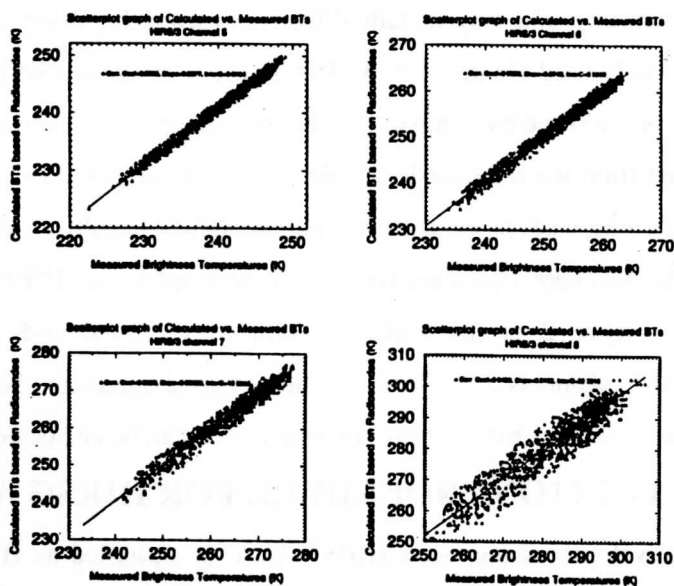 Scatterplot graph of Calculated vs. Measured BTs
HIRS/3 Channel 5
Calculated BTs based on Radiosondes (K)
250
240
230
220
220 230 240 250
Measured Brightness Temperatures (K)
Scatterplot graph of Calculated vs. Measured BTs
HIRS/3 Channel 6
Calculated BTs based on Radiosondes (K)
270
260
250
240
230
230 240 250 260 270
Measured Brightness Temperatures (K)
Scatterplot graph of Calculated vs. Measured BTs
HIRS/3 channel 7
Calculated BTs based on Radiosondes (K)
280
270
260
250
240
230
230 240 250 260 270 280
Measured Brightness Temperatures (K)
Scatterplot graph of Calculated vs. Measured BTs
HIRS/3 channel 8
Calculated BTs based on Radiosondes (K)
310
300
290
280
270
260
250
250 260 270 280 290 300 310
Measured Brightness Temperatures (K)